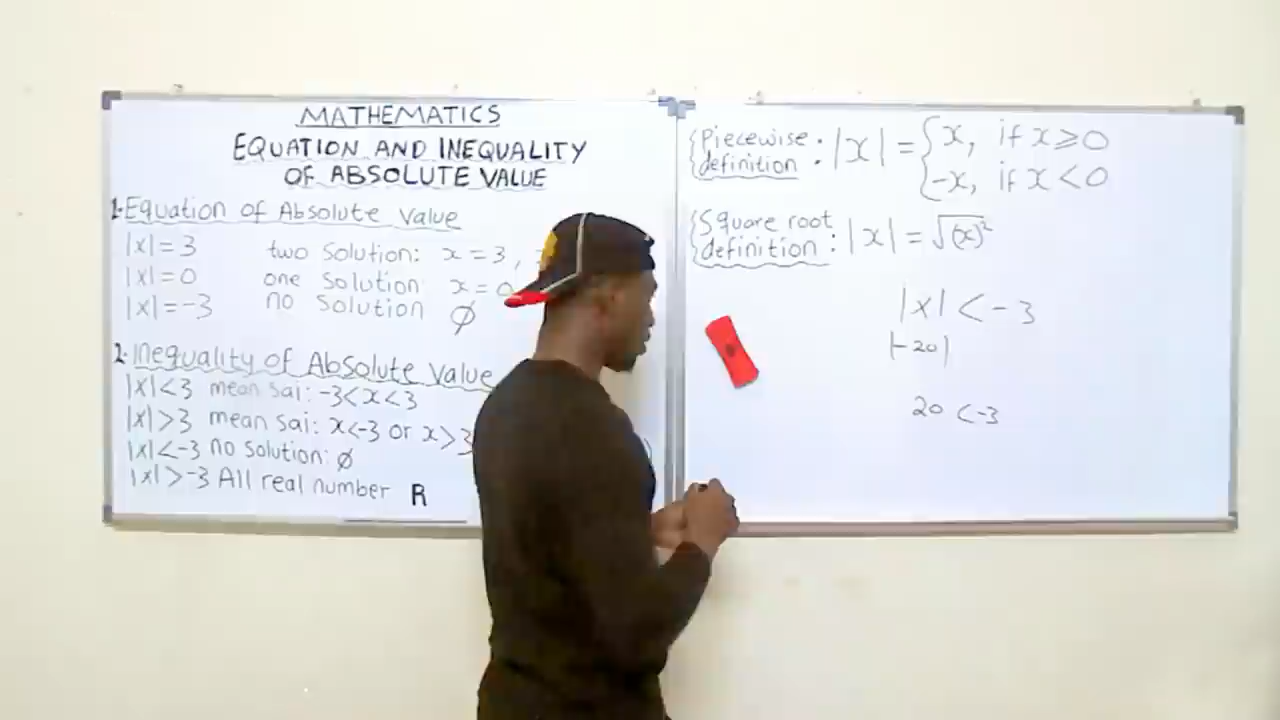 MATHEMATICS
EQUATION AND INEQUALITY
OF ABSOLUTE VALUE
1. Equation of Absolute Value
|x| = 3 two solution: x = 3,
|x| = 0 one solution x = 0
|x| = -3 no solution ∅
2. Inequality of Absolute Value
|x| < 3 mean sai: -3 < x < 3
|x| > 3 mean sai: x < -3 or x > 3
|x| < -3 no solution: ∅
|x| > -3 All real number R
Piecewise definition : |x| = { x, if x ≥ 0
-x, if x < 0
Square root
definition : |x| = √(x)²
|x| < -3
|-20|
20 < -3